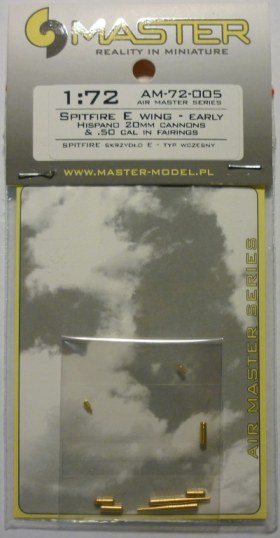 MASTER
REALITY IN MINIATURE
1:72
AM-72-005
AIR MASTER SERIES
SPITFIRE E WING - EARLY
HISPANO 20MM CANNONS
& .50 CAL IN FAIRINGS
SPITFIRE SKRZYDŁO E - TYP WCZESNY
WWW.MASTER-MODEL.PL
AIR MASTER SERIES